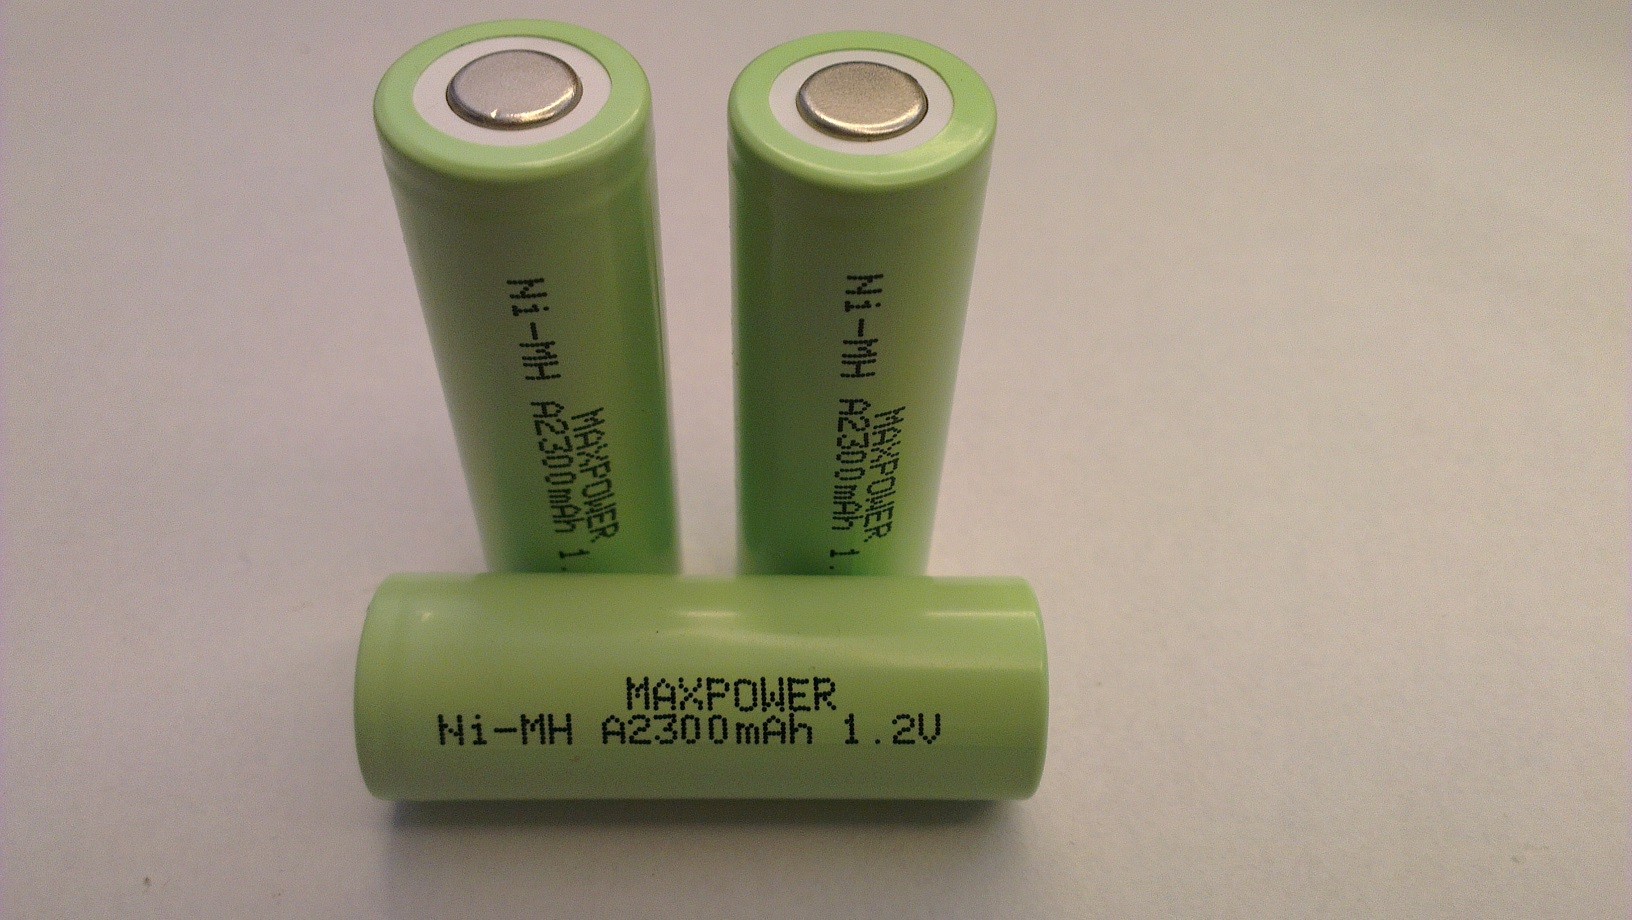 Ni-MH A2300mAh 1.
MAXPOWER
Ni-MH A2300mAh 1.
MAXPOWER
MAXPOWER
Ni-MH A2300mAh 1.2V